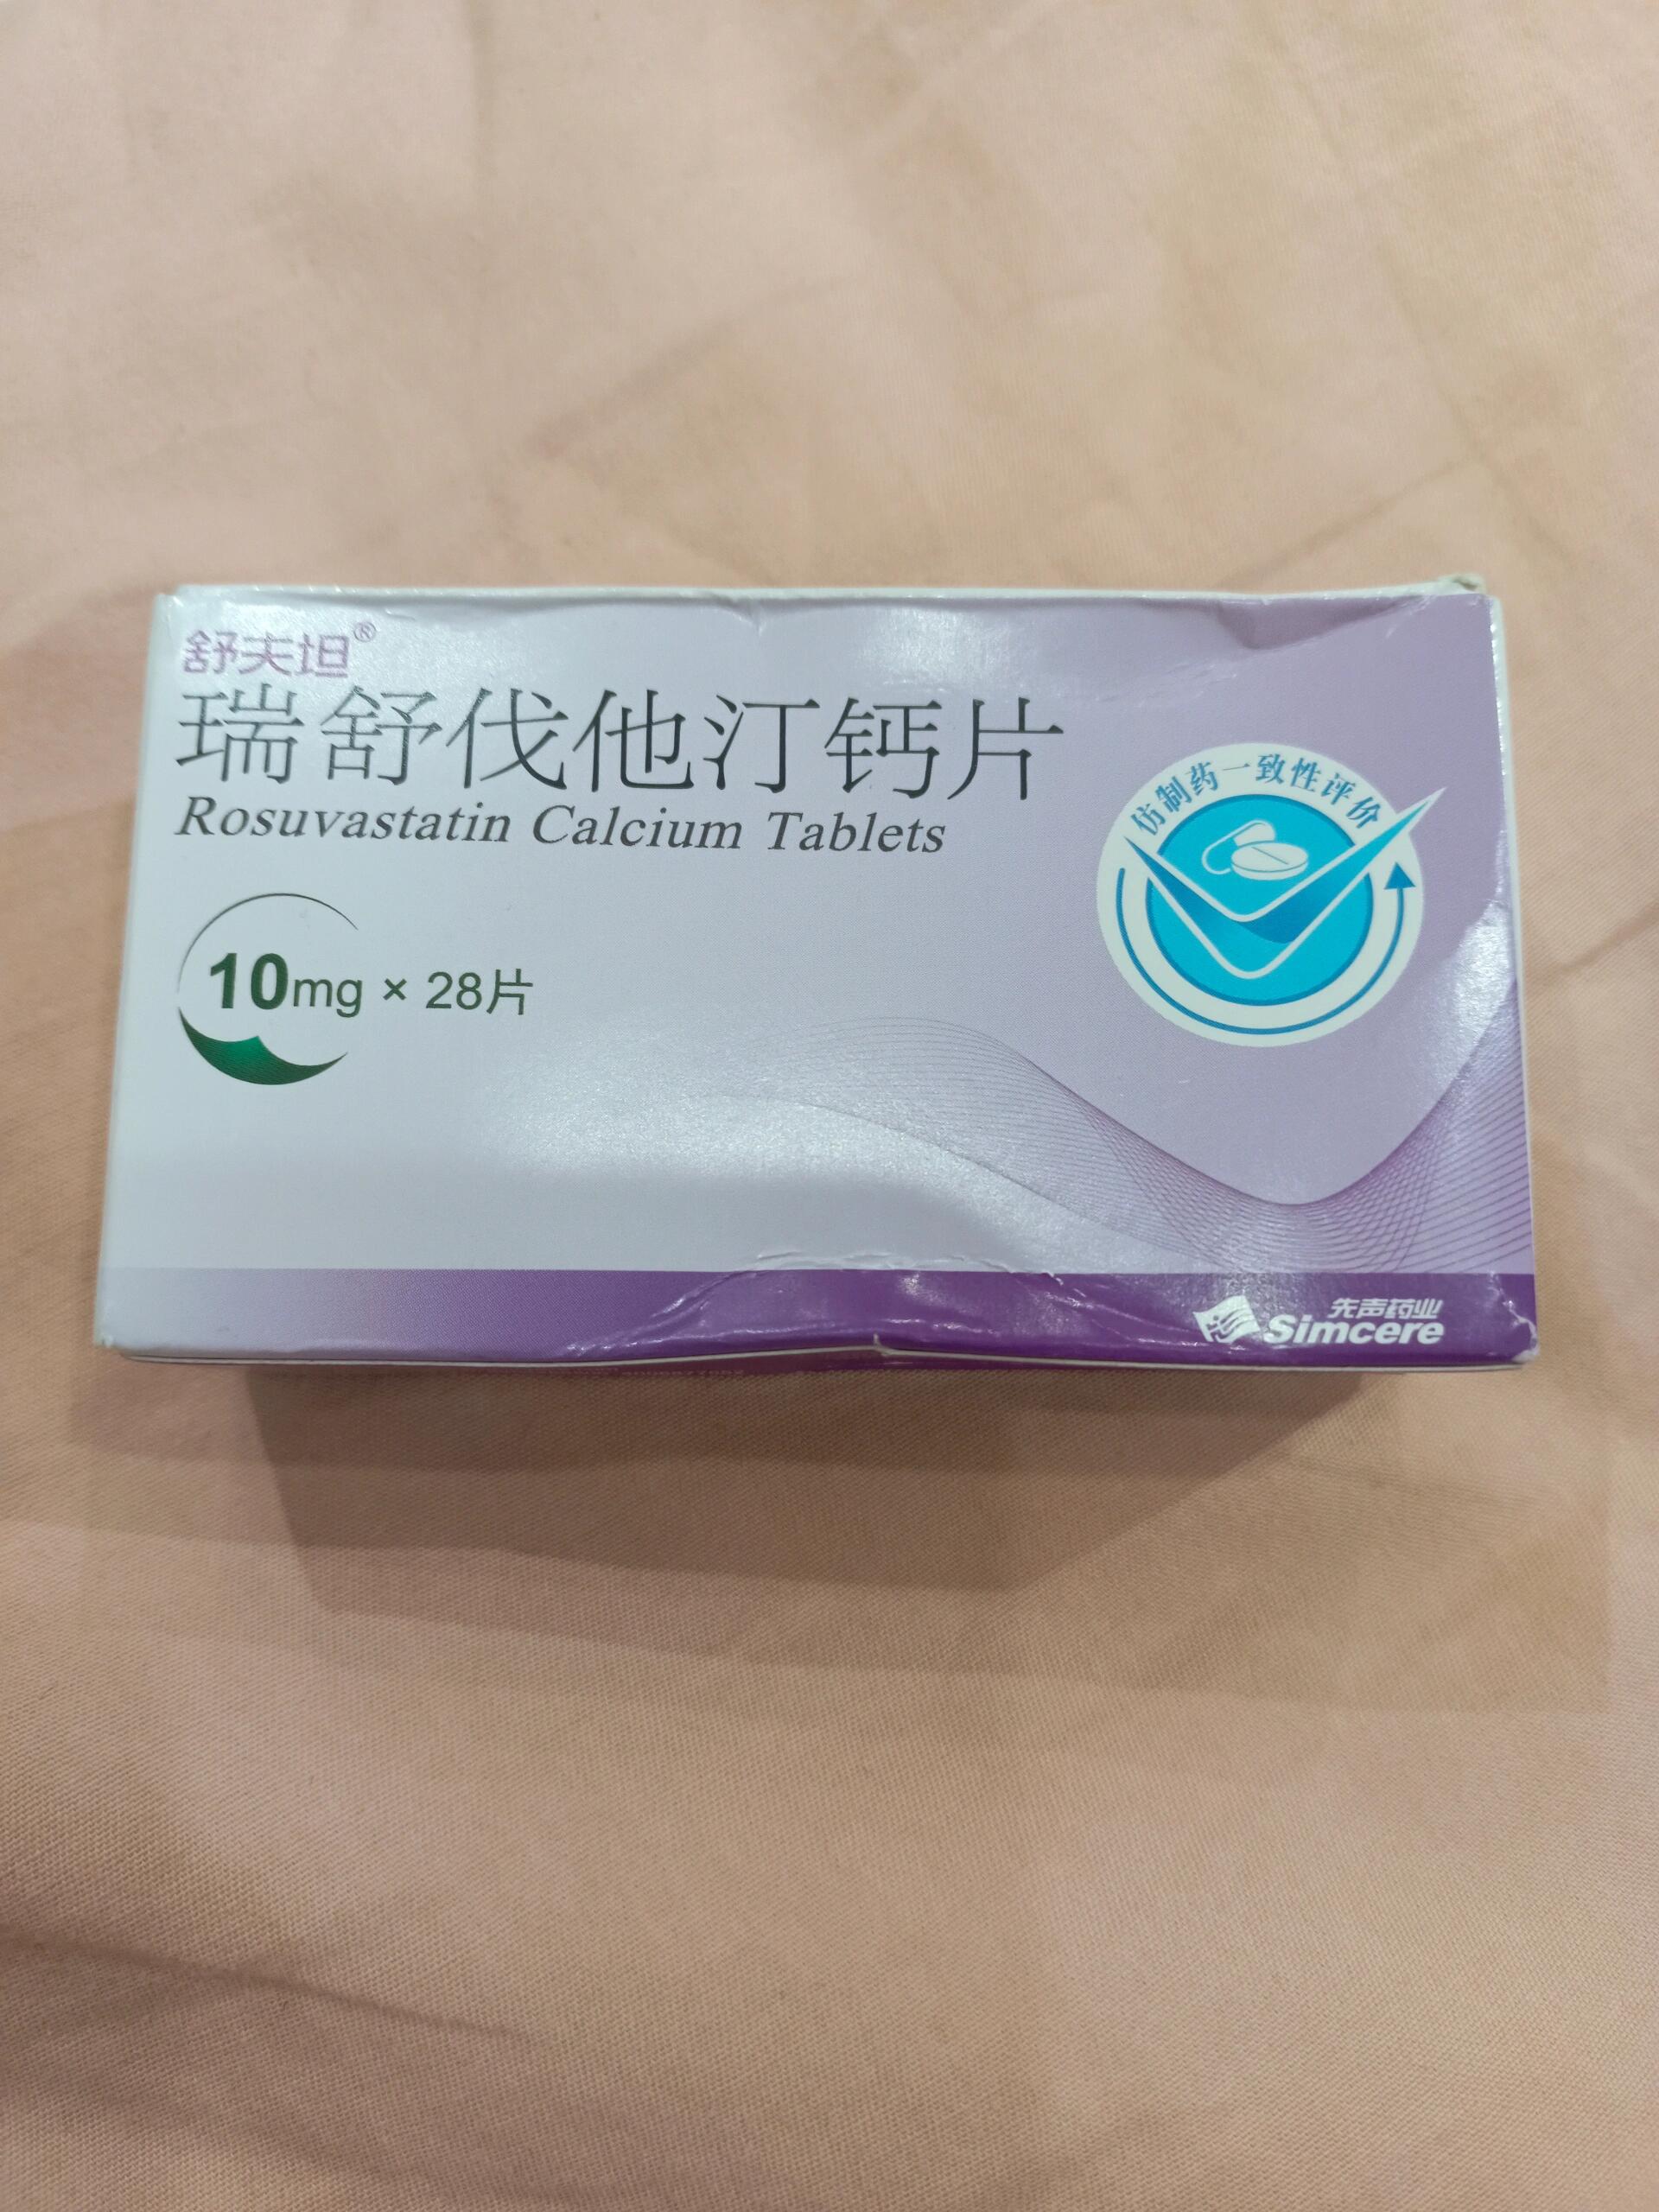 舒夫坦®
瑞舒伐他汀钙片
Rosuvastatin Calcium Tablets
10mg × 28片
仿制药一致性评价
先声药业
Simcere